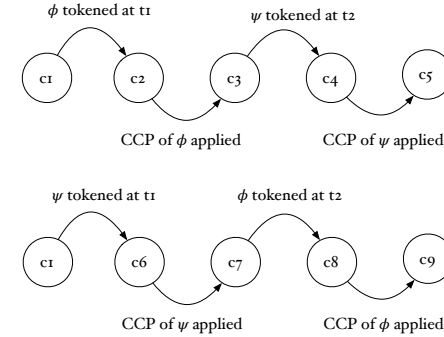 ϕ tokened at t1
ψ tokened at t2
c1 c2 c3 c4 c5
CCP of ϕ applied
CCP of ψ applied
ψ tokened at t1
ϕ tokened at t2
c1 c6 c7 c8 c9
CCP of ψ applied
CCP of ϕ applied